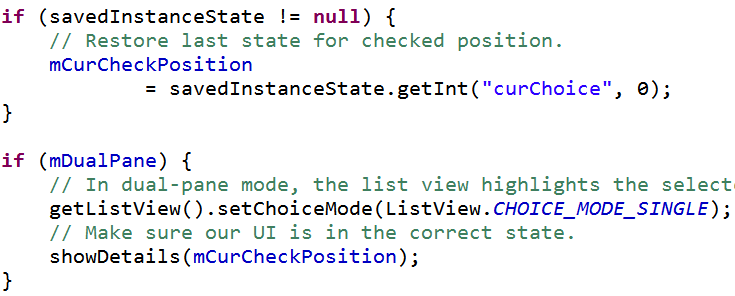 if (savedInstanceState != null) {
    // Restore last state for checked position.
    mCurCheckPosition
            = savedInstanceState.getInt("curChoice", 0);
}

if (mDualPane) {
    // In dual-pane mode, the list view highlights the
    getListView().setChoiceMode(ListView.CHOICE_MODE_SINGLE);
    // Make sure our UI is in the correct state.
    showDetails(mCurCheckPosition);
}